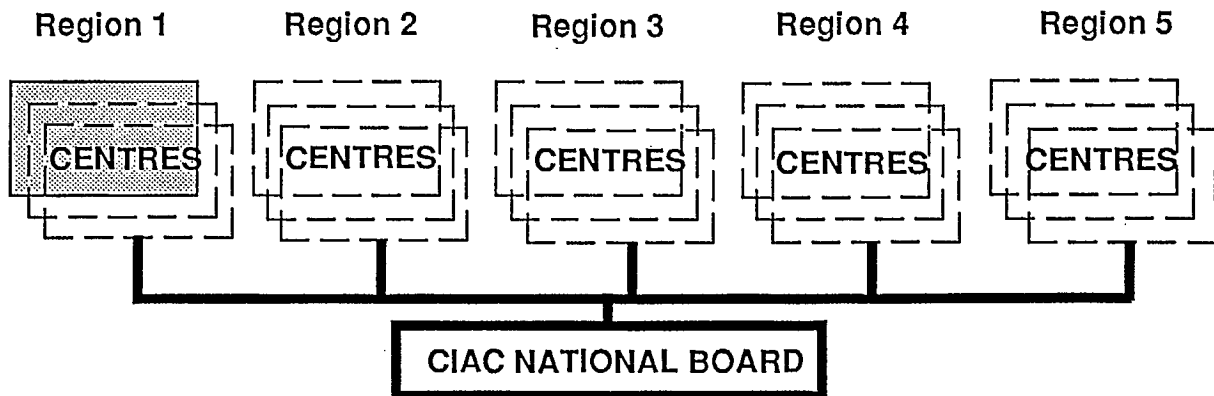 Region 1 Region 2 Region 3 Region 4 Region 5
CENTRES CENTRES CENTRES CENTRES CENTRES
CIAC NATIONAL BOARD